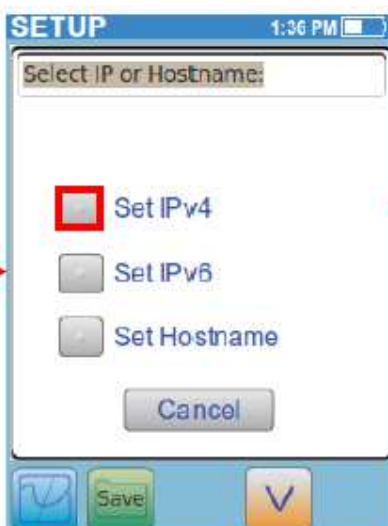 SETUP 1:36 PM
Select IP or Hostname:
Set IPv4
Set IPv6
Set Hostname
Cancel
Save
V